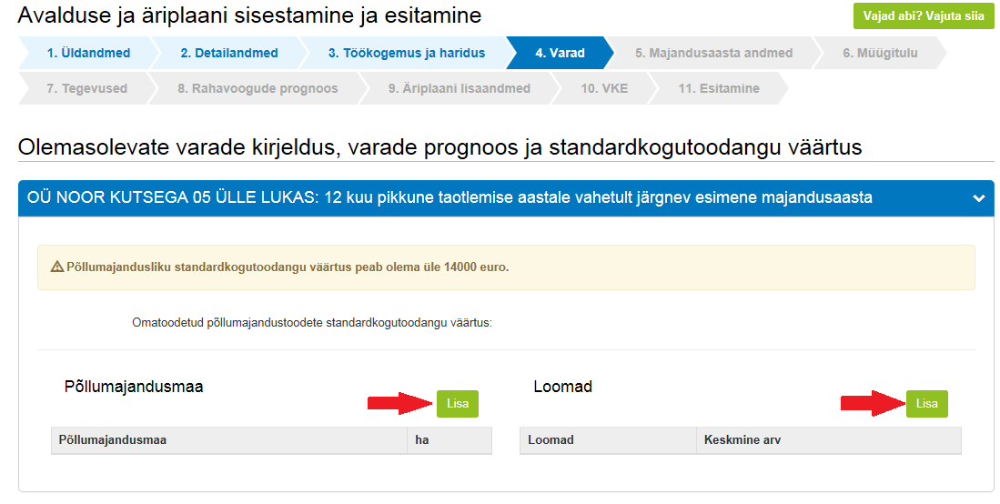 Avalduse ja äriplaani sisestamine ja esitamine
Vajad abi? Vajuta siia
1. Üldandmed
2. Detailandmed
3. Töökogemus ja haridus
4. Varad
5. Majandusaasta andmed
6. Müügitulu
7. Tegevused
8. Rahavoogude prognoos
9. Äriplaani lisaandmed
10. VKE
11. Esitamine
Olemasolevate varade kirjeldus, varade prognoos ja standardkogutoodangu väärtus
OÜ NOOR KUTSEGA 05 ÜLLE LUKAS: 12 kuu pikkune taotlemise aastale vahetult järgnev esimene majandusaasta
Põllumajandusliku standardkogutoodangu väärtus peab olema üle 14000 euro.
Omatoodetud põllumajandustoodete standardkogutoodangu väärtus:
Põllumajandusmaa
Lisa
Põllumajandusmaa
ha
Loomad
Lisa
Loomad
Keskmine arv